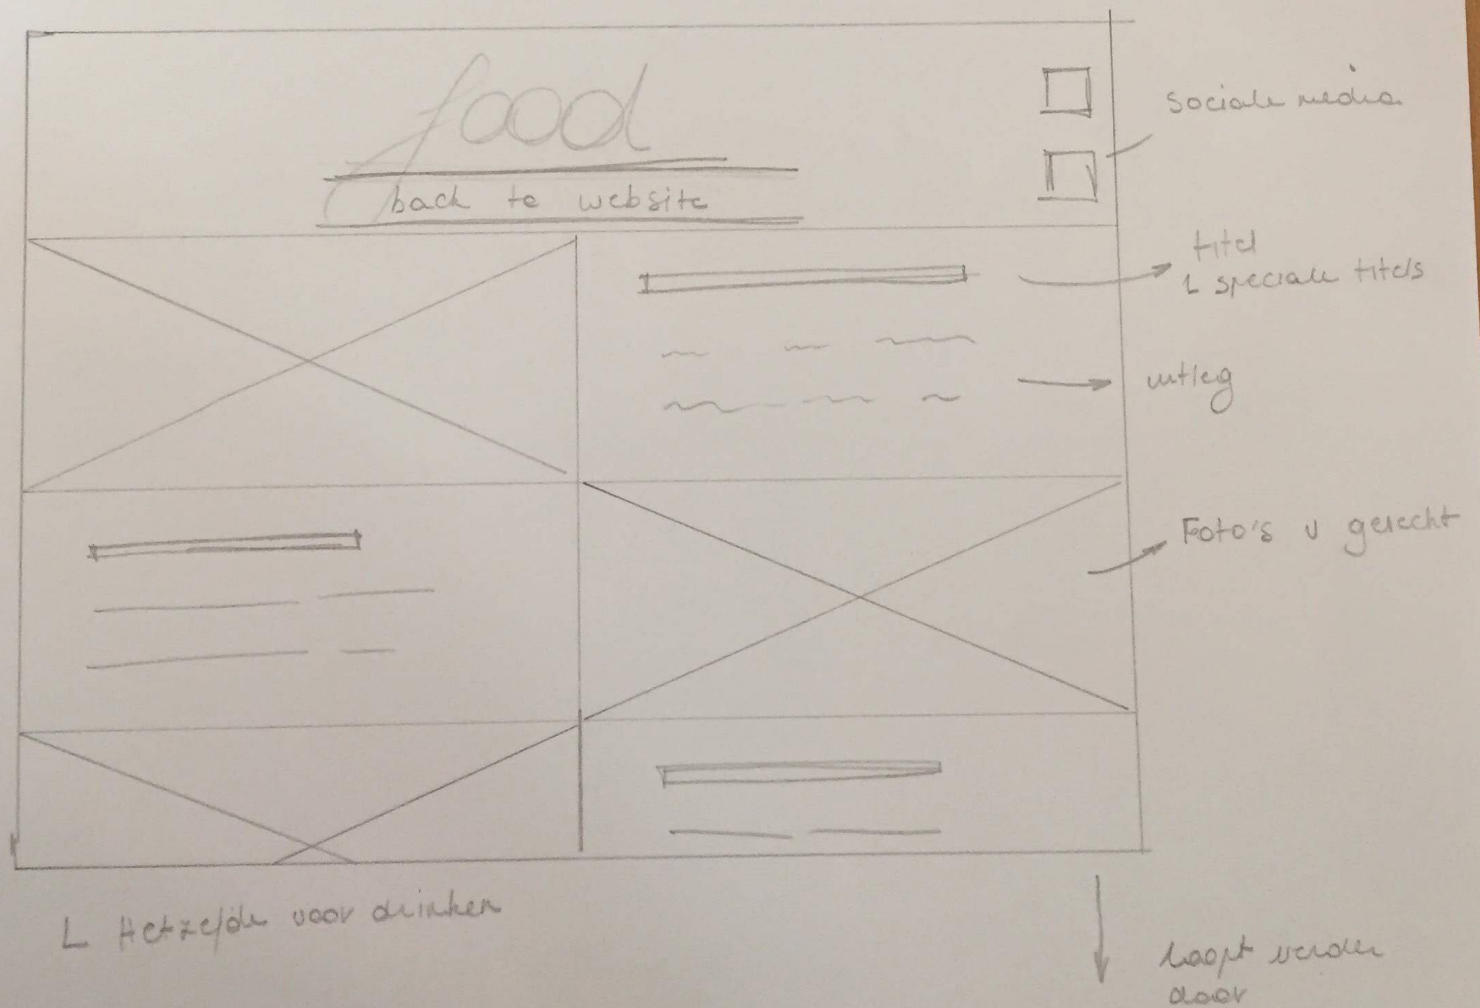 food
back to website
sociale media
titel
L speciale titels
uitleg
Foto's v gerecht
L Hetzelfde voor drinken
loopt verder
door